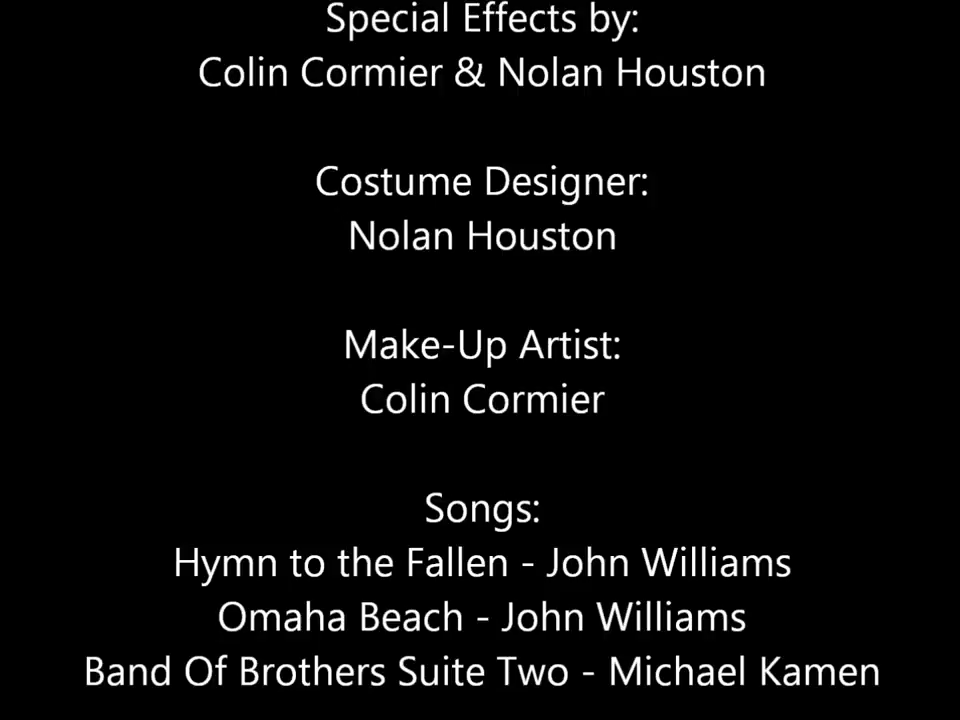 Special Effects by:
Colin Cormier & Nolan Houston
Costume Designer:
Nolan Houston
Make-Up Artist:
Colin Cormier
Songs:
Hymn to the Fallen - John Williams
Omaha Beach - John Williams
Band Of Brothers Suite Two - Michael Kamen